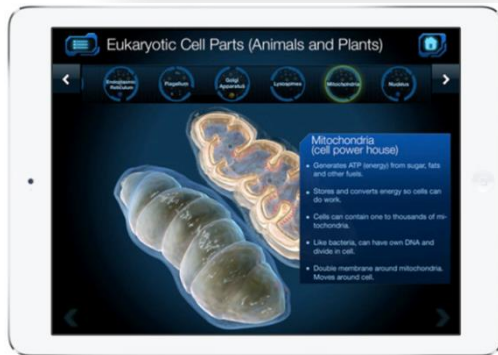 Eukaryotic Cell Parts (Animals and Plants)
Endoplasmic
Reticulum
Flagellum
Golgi
Apparatus
Lysosomes
Mitochondria
Nucleus
Mitochondria
(cell power house)
Generates ATP (energy) from sugar, fats
and other fuels.
Stores and converts energy so cells can
do work.
Cells can contain one to thousands of mi-
tochondria.
Like bacteria, can have own DNA and
divide in cell.
Double membrane around mitochondria.
Moves around cell.